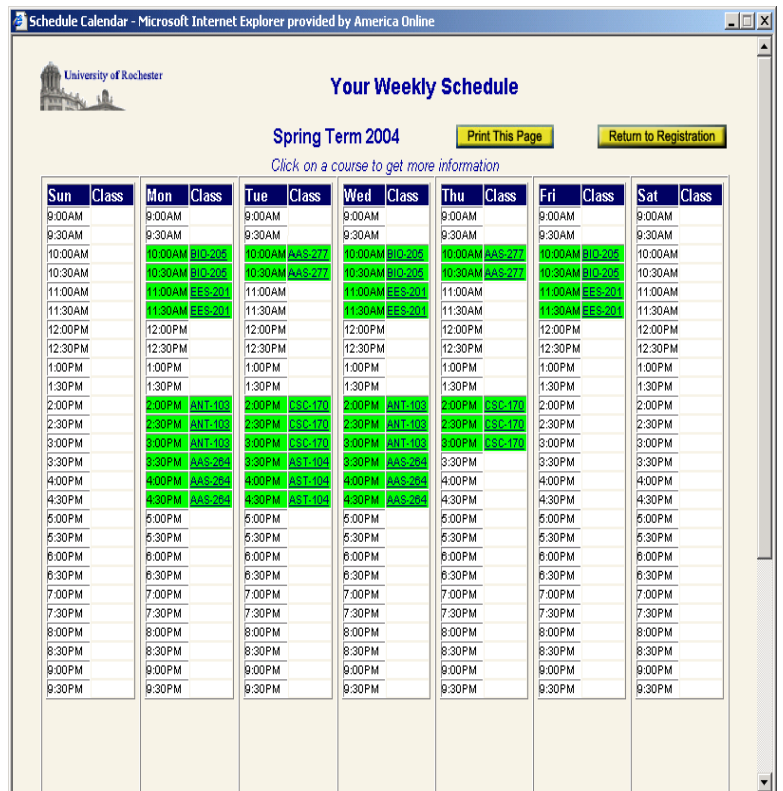 Schedule Calendar - Microsoft Internet Explorer provided by America Online
University of Rochester
Your Weekly Schedule
Spring Term 2004 Print This Page Return to Registration
Click on a course to get more information
Sun Class Mon Class Tue Class Wed Class Thu Class Fri Class Sat Class
9:00AM 9:00AM 9:00AM 9:00AM 9:00AM 9:00AM 9:00AM
9:30AM 9:30AM 9:30AM 9:30AM 9:30AM 9:30AM 9:30AM
10:00AM 10:00AM BIO-205 10:00AM AAS-277 10:00AM BIO-205 10:00AM AAS-277 10:00AM BIO-205 10:00AM
10:30AM 10:30AM BIO-205 10:30AM AAS-277 10:30AM BIO-205 10:30AM AAS-277 10:30AM BIO-205 10:30AM
11:00AM 11:00AM EES-201 11:00AM 11:00AM EES-201 11:00AM 11:00AM EES-201 11:00AM
11:30AM 11:30AM EES-201 11:30AM 11:30AM EES-201 11:30AM 11:30AM EES-201 11:30AM
12:00PM 12:00PM 12:00PM 12:00PM 12:00PM 12:00PM 12:00PM
12:30PM 12:30PM 12:30PM 12:30PM 12:30PM 12:30PM 12:30PM
1:00PM 1:00PM 1:00PM 1:00PM 1:00PM 1:00PM 1:00PM
1:30PM 1:30PM 1:30PM 1:30PM 1:30PM 1:30PM 1:30PM
2:00PM 2:00PM ANT-103 2:00PM CSC-170 2:00PM ANT-103 2:00PM CSC-170 2:00PM 2:00PM
2:30PM 2:30PM ANT-103 2:30PM CSC-170 2:30PM ANT-103 2:30PM CSC-170 2:30PM 2:30PM
3:00PM 3:00PM ANT-103 3:00PM CSC-170 3:00PM ANT-103 3:00PM CSC-170 3:00PM 3:00PM
3:30PM 3:30PM AAS-264 3:30PM AST-104 3:30PM AAS-264 3:30PM 3:30PM 3:30PM
4:00PM 4:00PM AAS-264 4:00PM AST-104 4:00PM AAS-264 4:00PM 4:00PM 4:00PM
4:30PM 4:30PM AAS-264 4:30PM AST-104 4:30PM AAS-264 4:30PM 4:30PM 4:30PM
5:00PM 5:00PM 5:00PM 5:00PM 5:00PM 5:00PM 5:00PM
5:30PM 5:30PM 5:30PM 5:30PM 5:30PM 5:30PM 5:30PM
6:00PM 6:00PM 6:00PM 6:00PM 6:00PM 6:00PM 6:00PM
6:30PM 6:30PM 6:30PM 6:30PM 6:30PM 6:30PM 6:30PM
7:00PM 7:00PM 7:00PM 7:00PM 7:00PM 7:00PM 7:00PM
7:30PM 7:30PM 7:30PM 7:30PM 7:30PM 7:30PM 7:30PM
8:00PM 8:00PM 8:00PM 8:00PM 8:00PM 8:00PM 8:00PM
8:30PM 8:30PM 8:30PM 8:30PM 8:30PM 8:30PM 8:30PM
9:00PM 9:00PM 9:00PM 9:00PM 9:00PM 9:00PM 9:00PM
9:30PM 9:30PM 9:30PM 9:30PM 9:30PM 9:30PM 9:30PM